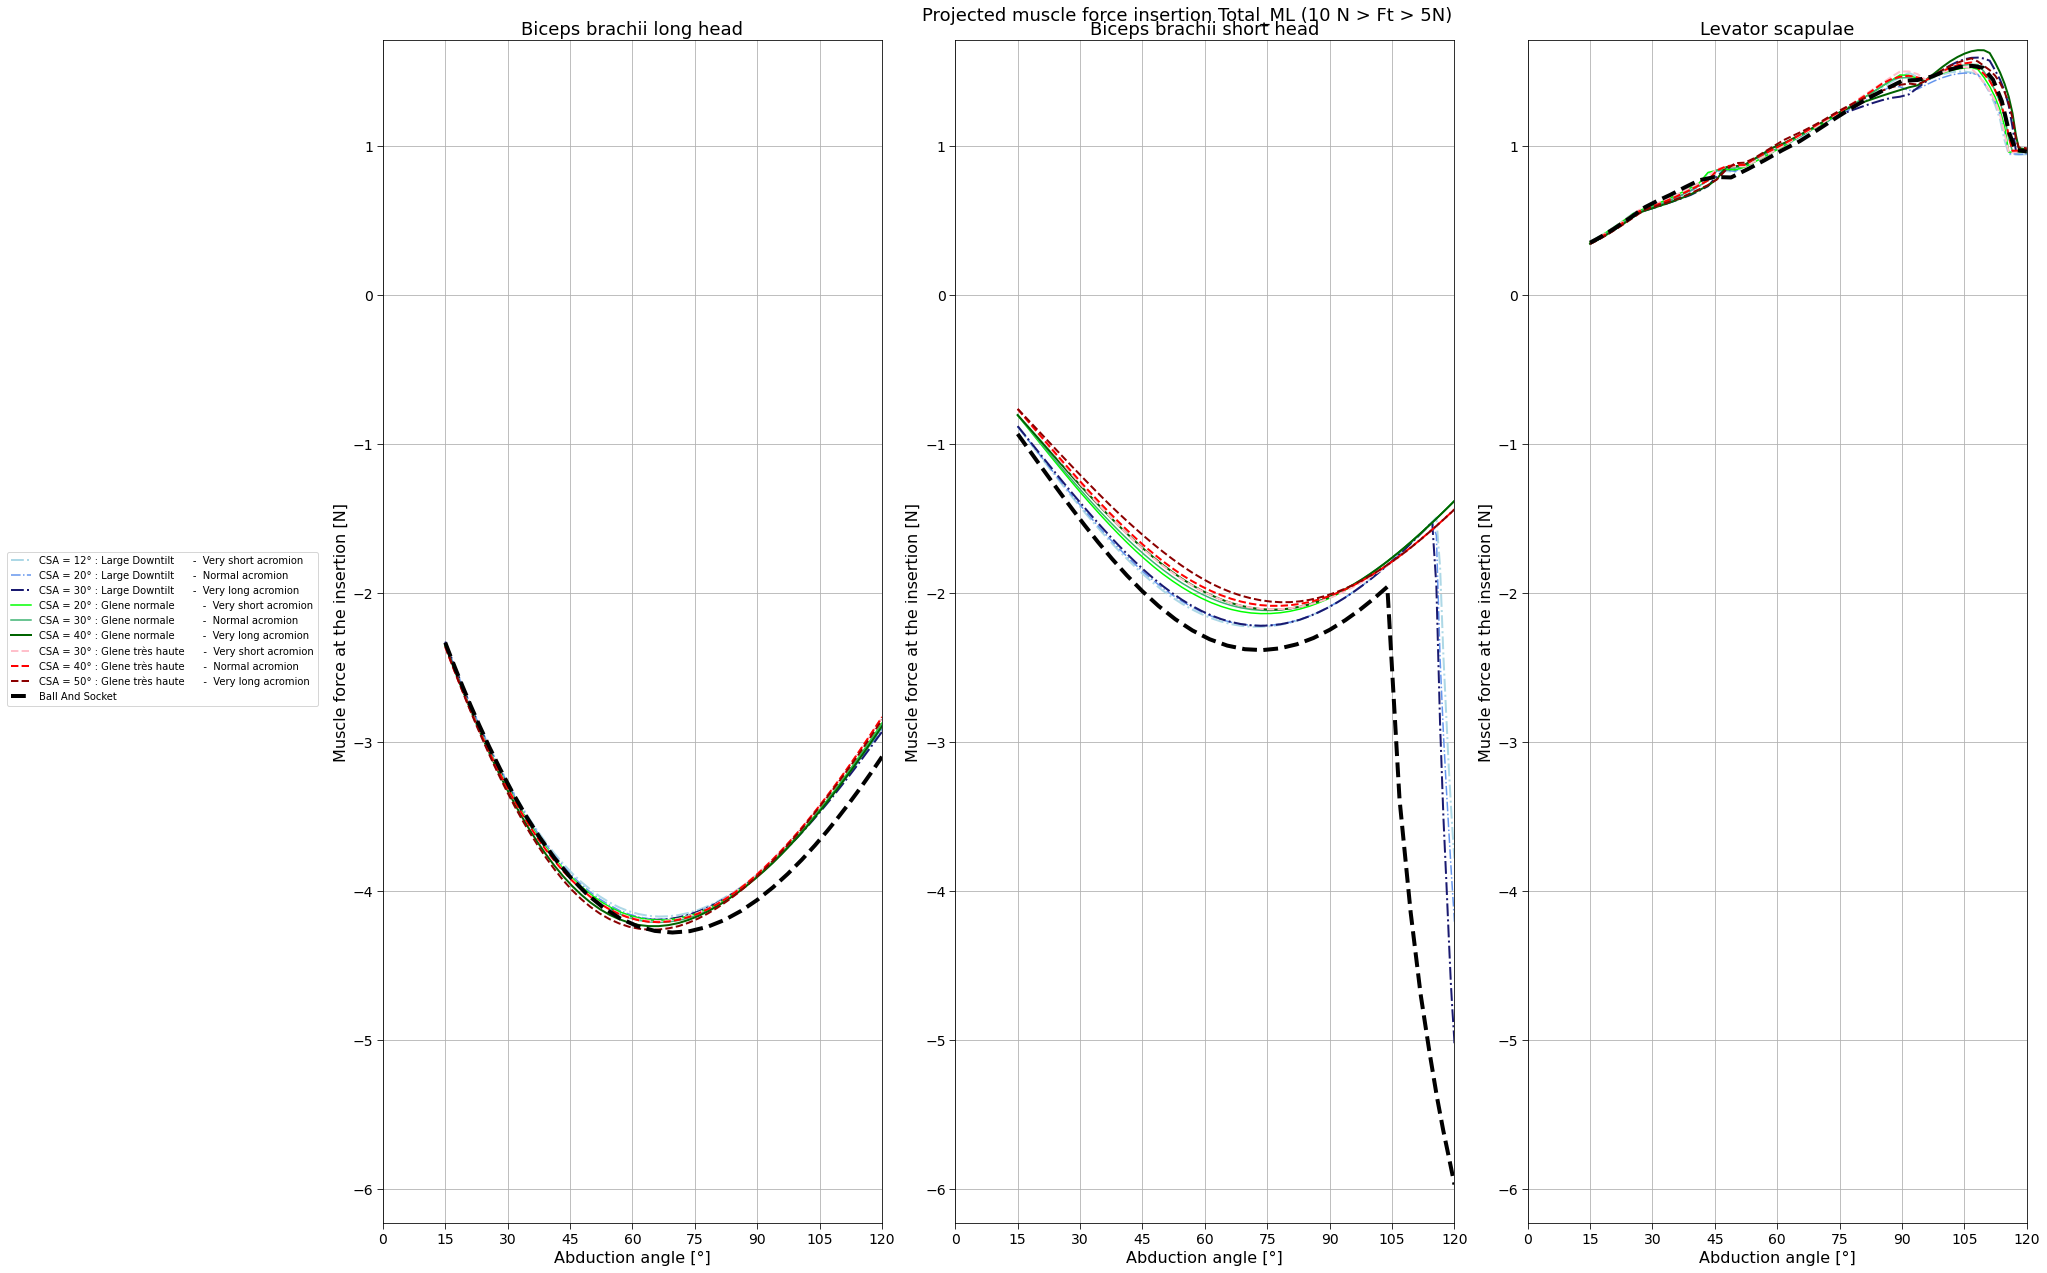 Projected muscle force insertion Total_ML (10 N > Ft > 5N)
Biceps brachii long head
Biceps brachii short head
Levator scapulae
CSA = 12° : Large Downtilt - Very short acromion
CSA = 20° : Large Downtilt - Normal acromion
CSA = 30° : Large Downtilt - Very long acromion
CSA = 20° : Glene normale - Very short acromion
CSA = 30° : Glene normale - Normal acromion
CSA = 40° : Glene normale - Very long acromion
CSA = 30° : Glene très haute - Very short acromion
CSA = 40° : Glene très haute - Normal acromion
CSA = 50° : Glene très haute - Very long acromion
Ball And Socket
Muscle force at the insertion [N]
1
0
−1
−2
−3
−4
−5
−6
0 15 30 45 60 75 90 105 120
Abduction angle [°]
Muscle force at the insertion [N]
1
0
−1
−2
−3
−4
−5
−6
0 15 30 45 60 75 90 105 120
Abduction angle [°]
Muscle force at the insertion [N]
1
0
−1
−2
−3
−4
−5
−6
0 15 30 45 60 75 90 105 120
Abduction angle [°]